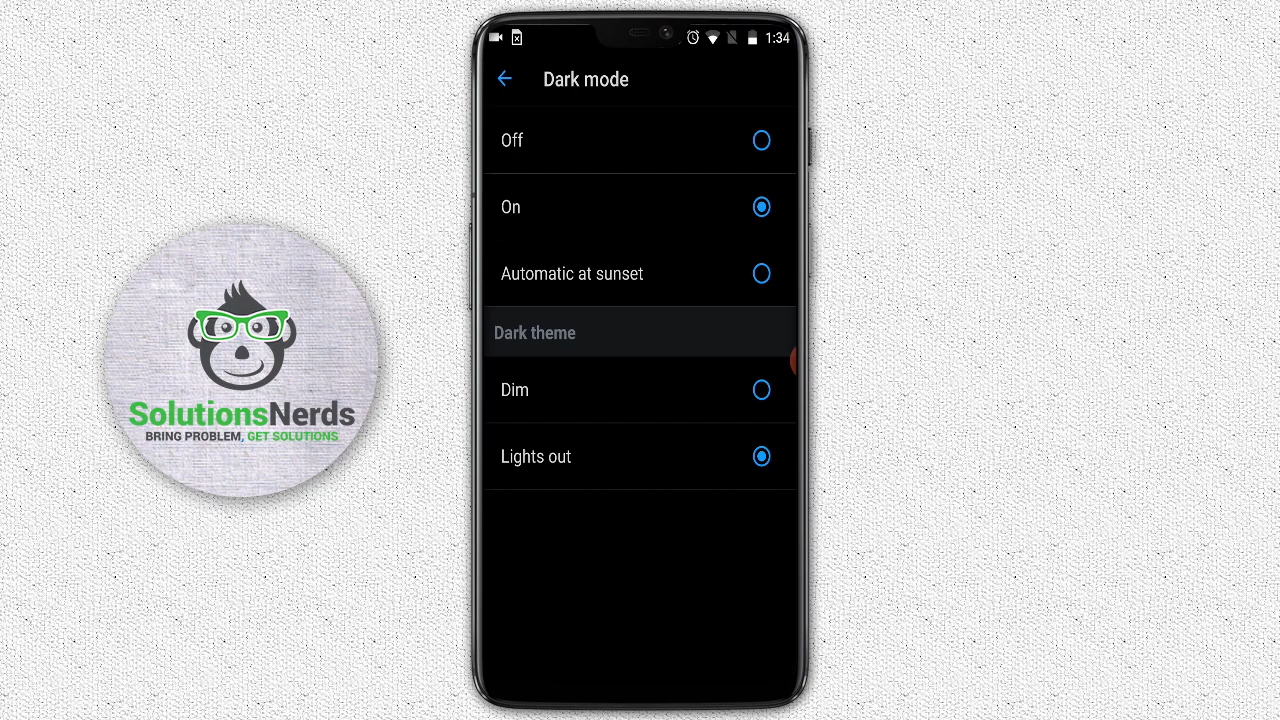 1:34
Dark mode
Off
On
Automatic at sunset
Dark theme
Dim
Lights out
SolutionsNerds
BRING PROBLEM, GET SOLUTIONS